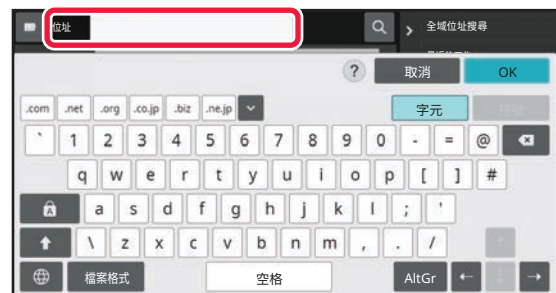 位址
全域位址搜尋
? 取消 OK
.com .net .org .co.jp .biz .ne.jp 字元
` 1 2 3 4 5 6 7 8 9 0 - = @
q w e r t y u i o p [ ] #
A a s d f g h j k l ; '
\ z x c v b n m , . /
檔案格式 空格 AltGr ← ↓ →